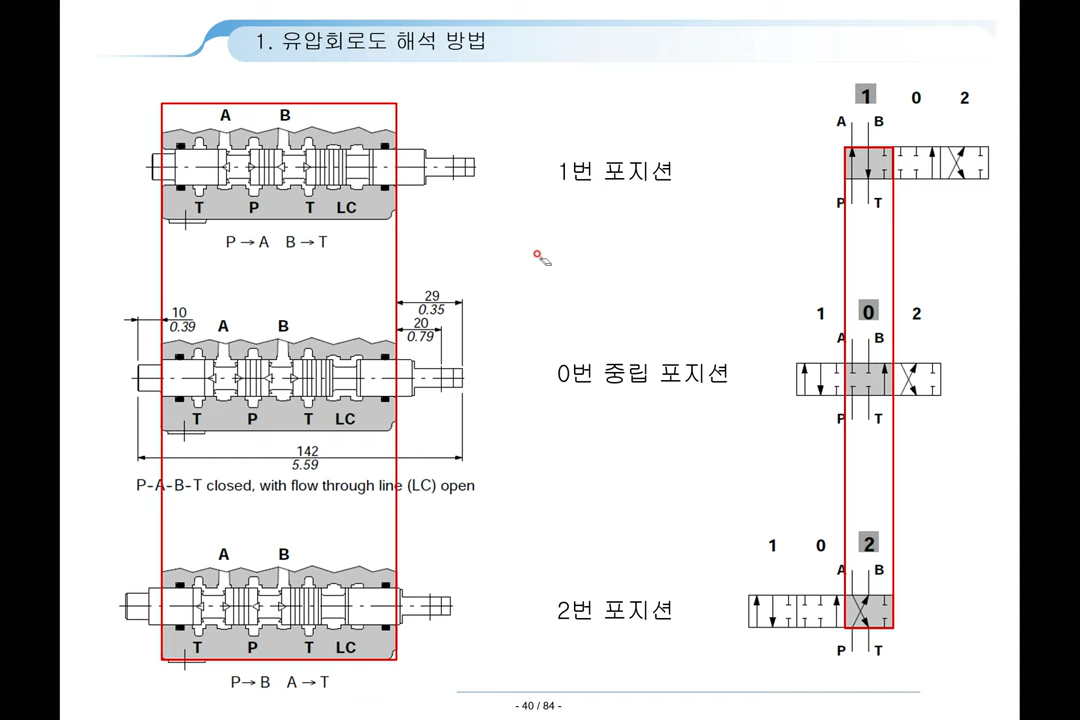 1. 유압회로도 해석 방법
A B
T P T LC
P → A B → T
1번 포지션
1 0 2
A B
P T
10
0.39
29
0.35
20
0.79
A B
T P T LC
142
5.59
P-A-B-T closed, with flow through line (LC) open
0번 중립 포지션
1 0 2
A B
P T
A B
T P T LC
P → B A → T
2번 포지션
1 0 2
A B
P T
- 40 / 84 -